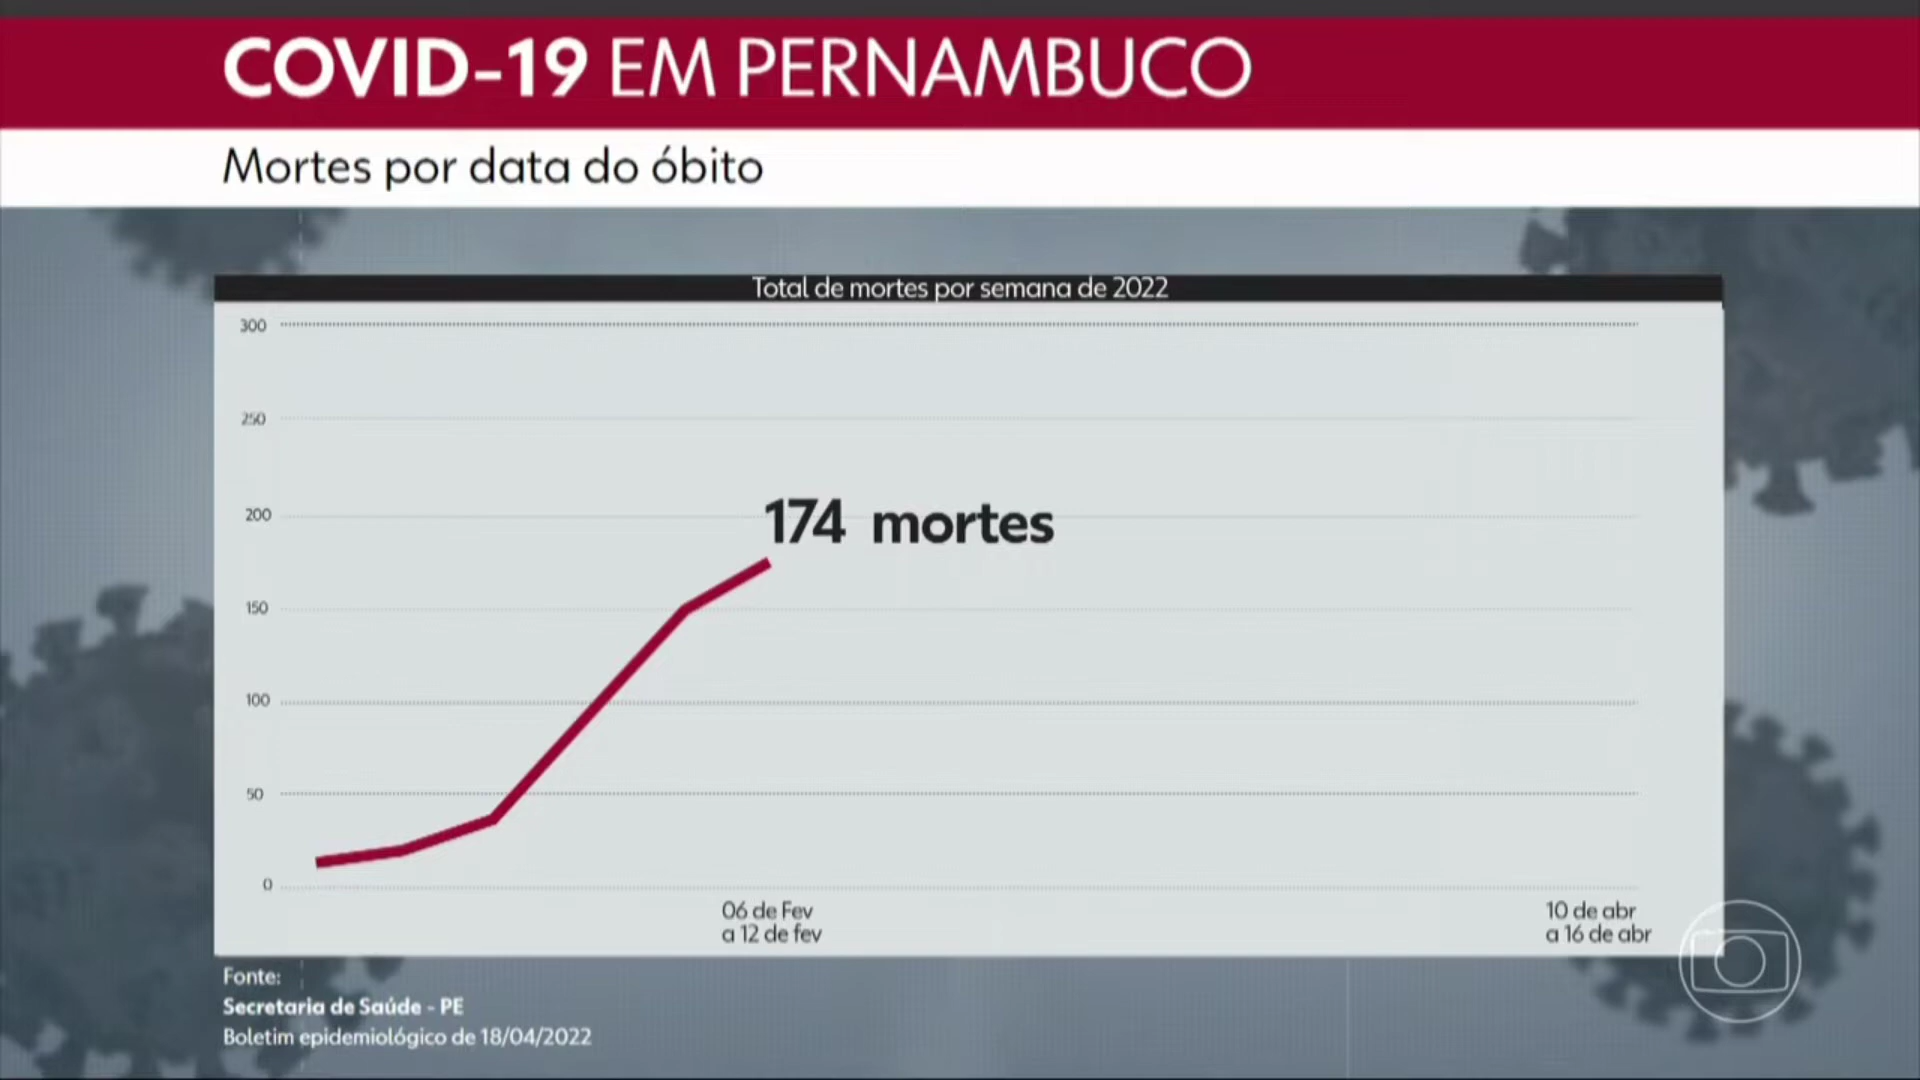 COVID-19 EM PERNAMBUCO
Mortes por data do óbito
Total de mortes por semana de 2022
300
250
200
174 mortes
150
100
50
0
06 de Fev
a 12 de fev
10 de abr
a 16 de abr
Fonte:
Secretaria de Saúde - PE
Boletim epidemiológico de 18/04/2022